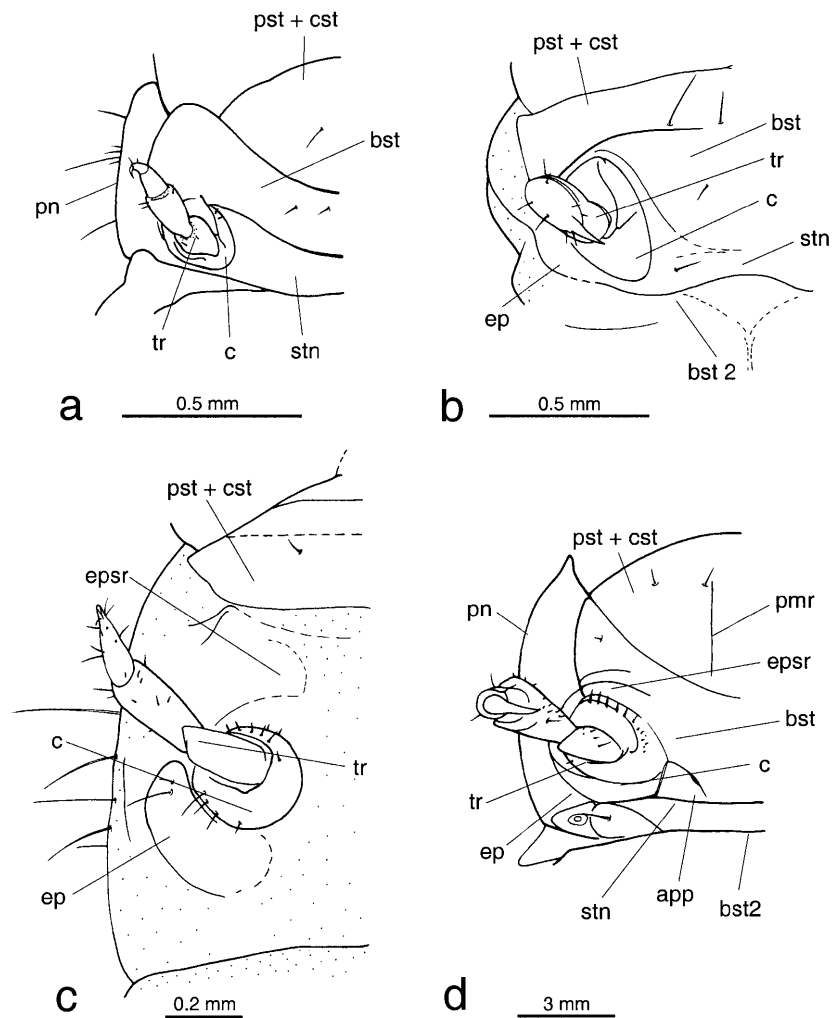 pst + cst
bst
pn
tr
c
stn
a
0.5 mm
pst + cst
bst
tr
c
stn
ep
bst 2
b
0.5 mm
pst + cst
epsr
c
tr
ep
c
0.2 mm
pst + cst
pn
pmr
epsr
bst
c
tr
ep
stn
app
bst2
d
3 mm